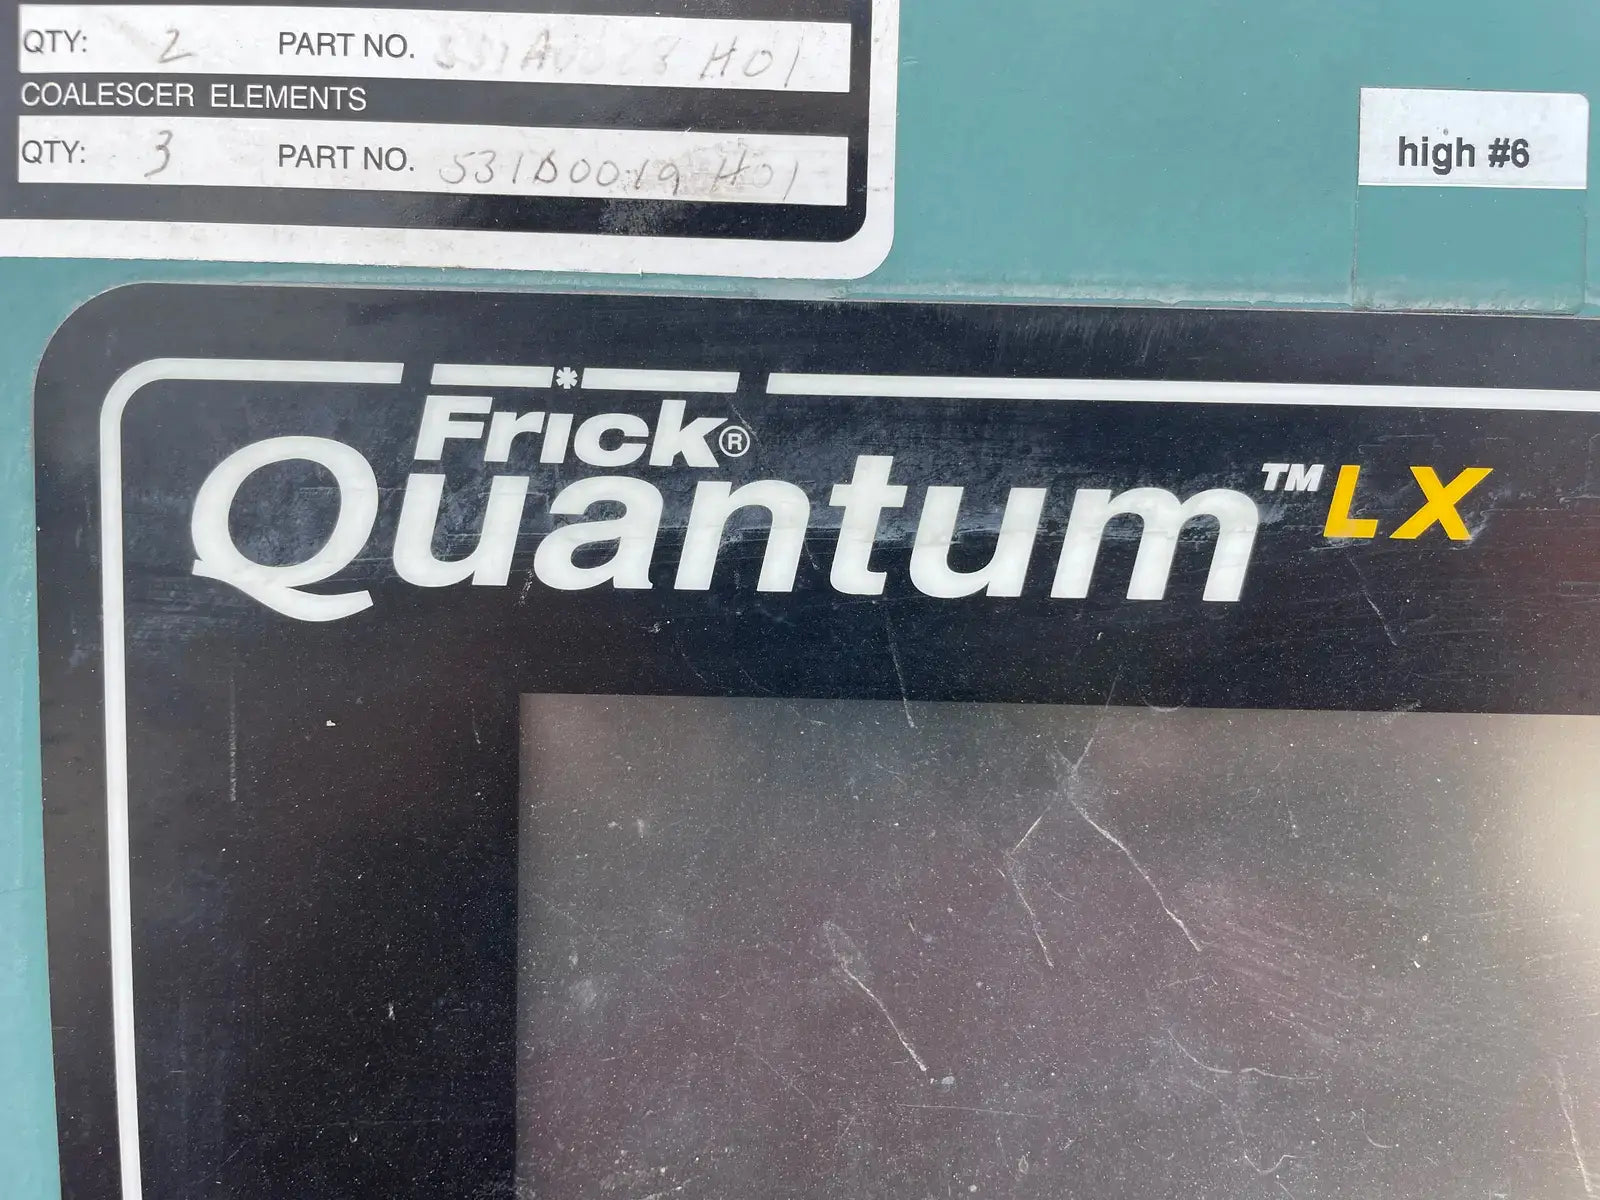 QTY: 2 PART NO. H01
COALESCER ELEMENTS
QTY: 3 PART NO. 531D0019 H01
high #6
Frick®
Quantum™ LX